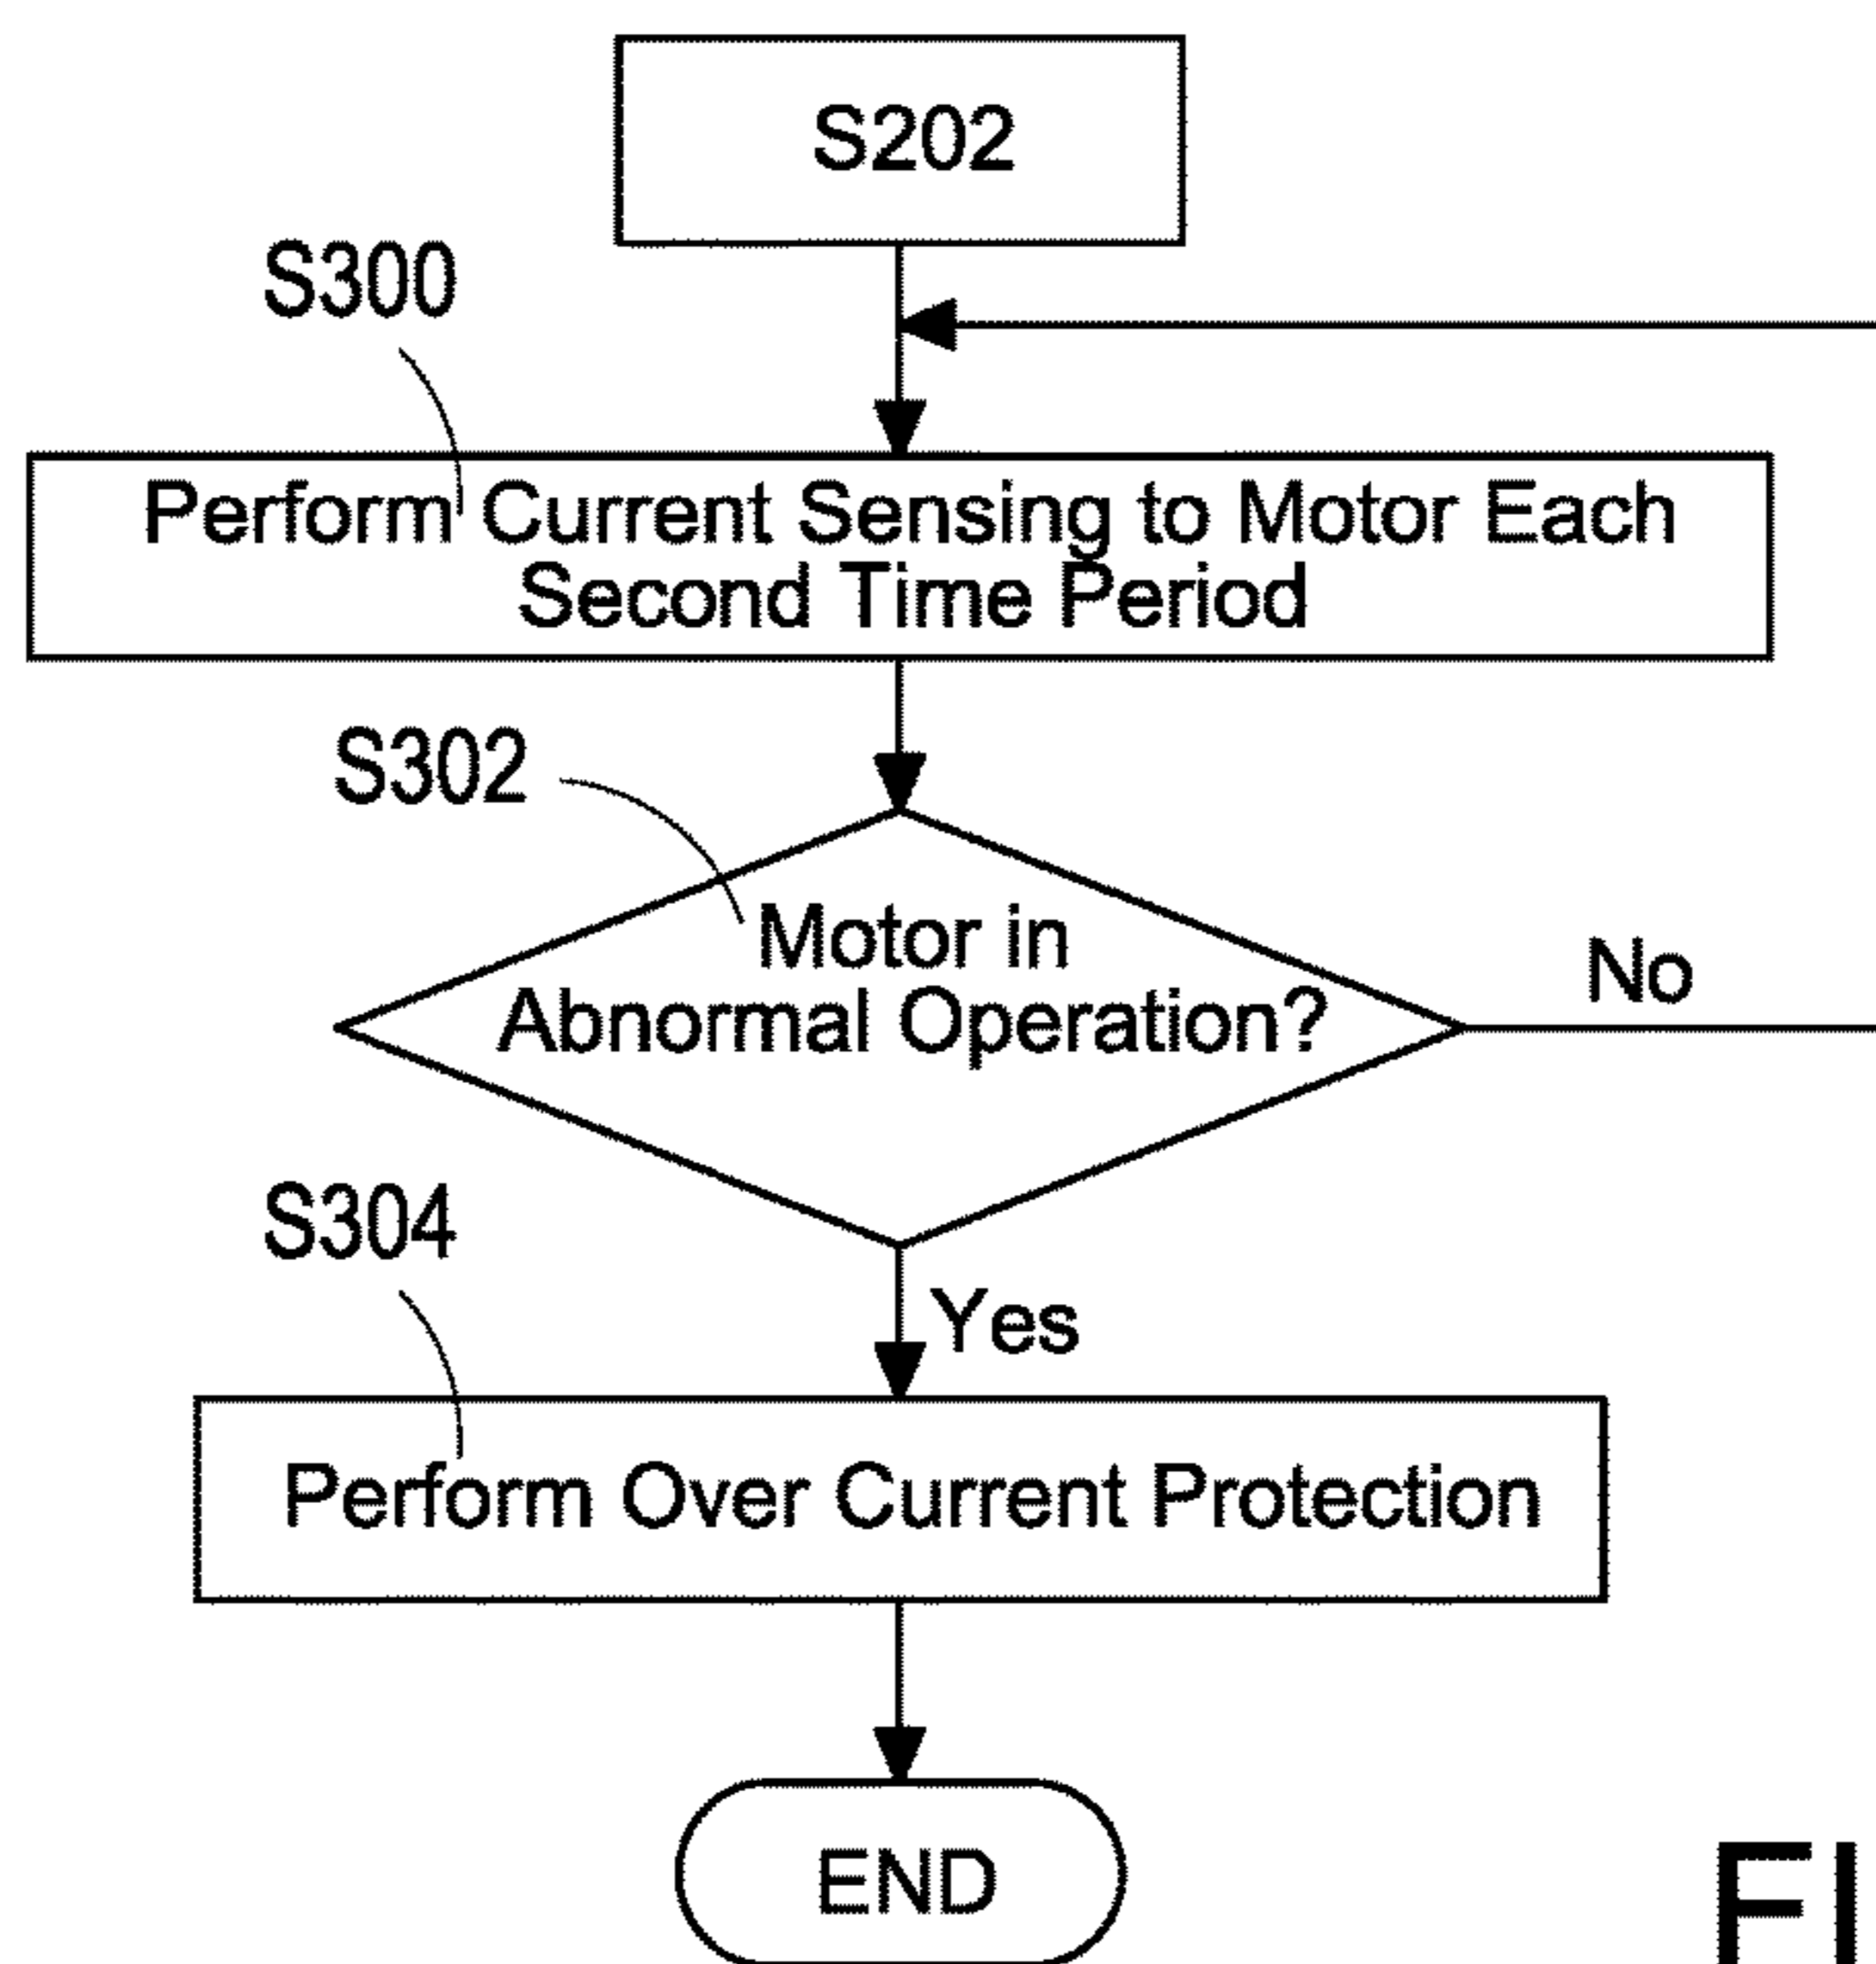 S202
S300
Perform Current Sensing to Motor Each
Second Time Period
S302
Motor in
Abnormal Operation?
No
S304
Yes
Perform Over Current Protection
END
FI